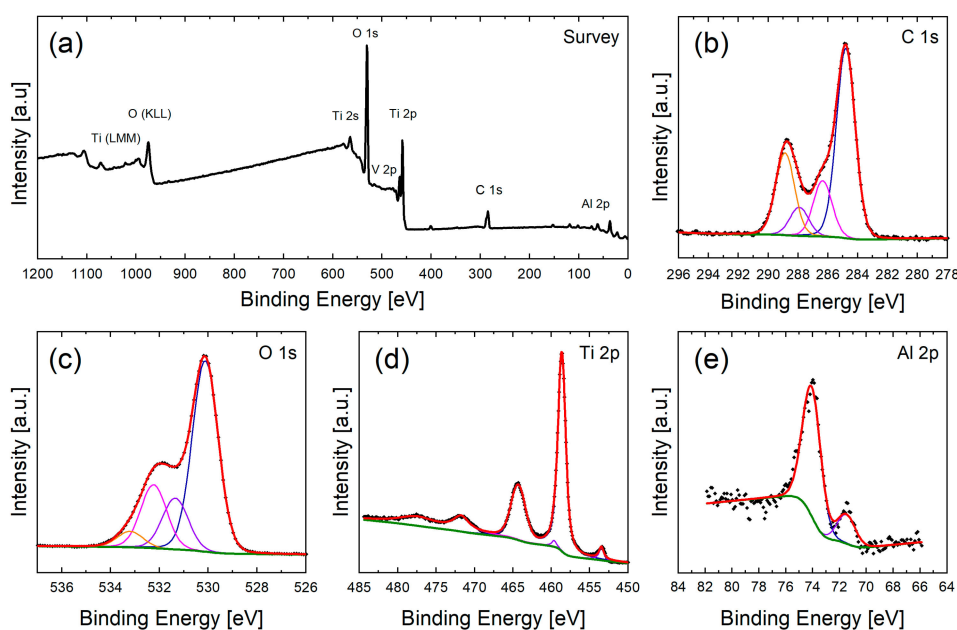 (a)
Survey
O 1s
Ti 2s
Ti 2p
O (KLL)
Ti (LMM)
V 2p
C 1s
Al 2p
Intensity [a.u]
1200 1000 800 600 400 300 200 100 0
Binding Energy [eV]
(b)
C 1s
Intensity [a.u.]
296 294 292 290 288 286 284 282 280 278
Binding Energy [eV]
(c)
O 1s
Intensity [a.u.]
536 534 532 530 528 526
Binding Energy [eV]
(d)
Ti 2p
Intensity [a.u.]
485 480 475 470 465 460 455 450
Binding Energy [eV]
(e)
Al 2p
Intensity [a.u.]
84 82 80 78 76 74 72 70 68 66 64
Binding Energy [eV]